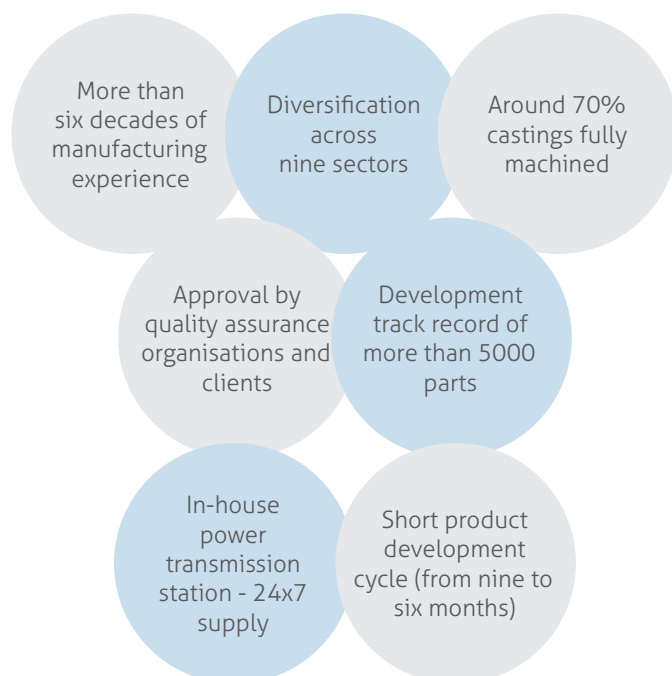 More than
six decades of
manufacturing
experience
Diversification
across
nine sectors
Around 70%
castings fully
machined
Approval by
quality assurance
organisations and
clients
Development
track record of
more than 5000
parts
In-house
power
transmission
station - 24x7
supply
Short product
development
cycle (from nine to
six months)